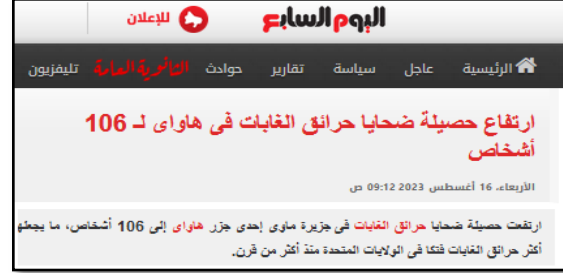 اليوم السابع
للإعلان
الرئيسية عاجل سياسة تقارير حوادث الثانوية العامة تليفزيون
ارتفاع حصيلة ضحايا حرائق الغابات فى هاواى لـ 106
أشخاص
الأربعاء، 16 أغسطس 2023 09:12 ص
ارتفعت حصيلة ضحايا حرائق الغابات فى جزيرة ماوى إحدى جزر هاواى إلى 106 أشخاص، ما يجعلها
أكثر حرائق الغابات فتكا فى الولايات المتحدة منذ أكثر من قرن.